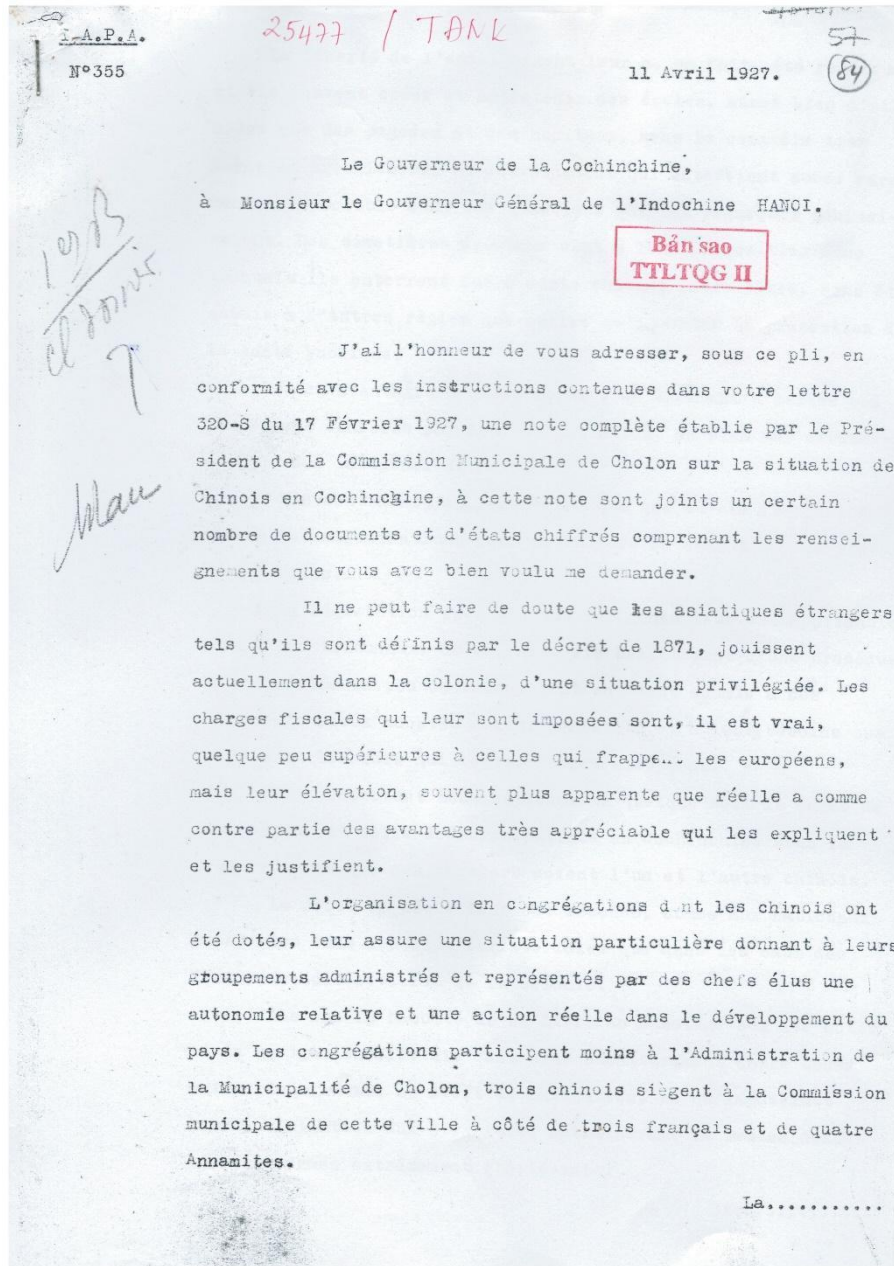 25477 / TANK
I.A.P.A.
N°355
57
84
11 Avril 1927.
Le Gouverneur de la Cochinchine,
à Monsieur le Gouverneur Général de l'Indochine HANOI.
Bản sao
TTLTQG II
J'ai l'honneur de vous adresser, sous ce pli, en
conformité avec les instructions contenues dans votre lettre
320-S du 17 Février 1927, une note complète établie par le Pré-
sident de la Commission Municipale de Cholon sur la situation de
Chinois en Cochinchine, à cette note sont joints un certain
nombre de documents et d'états chiffrés comprenant les rensei-
gnements que vous avez bien voulu me demander.
Il ne peut faire de doute que les asiatiques étrangers
tels qu'ils sont définis par le décret de 1871, jouissent
actuellement dans la colonie, d'une situation privilégiée. Les
charges fiscales qui leur sont imposées sont, il est vrai,
quelque peu supérieures à celles qui frappent les européens,
mais leur élévation, souvent plus apparente que réelle a comme
contre partie des avantages très appréciable qui les expliquent
et les justifient.
L'organisation en congrégations dont les chinois ont
été dotés, leur assure une situation particulière donnant à leurs
groupements administrés et représentés par des chefs élus une
autonomie relative et une action réelle dans le développement du
pays. Les congrégations participent moins à l'Administration de
la Municipalité de Cholon, trois chinois siègent à la Commission
municipale de cette ville à côté de trois français et de quatre
Annamites.
La............